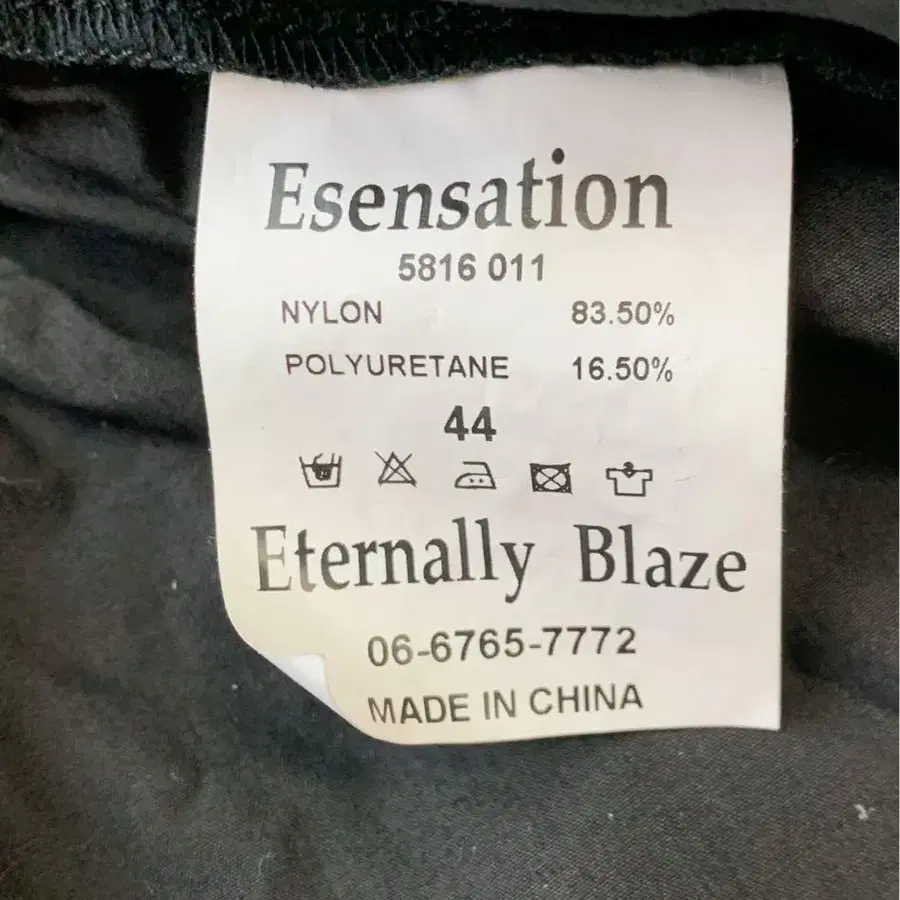 Esensation
5816 011
NYLON 83.50%
POLYURETANE 16.50%
44
Eternally Blaze
06-6765-7772
MADE IN CHINA